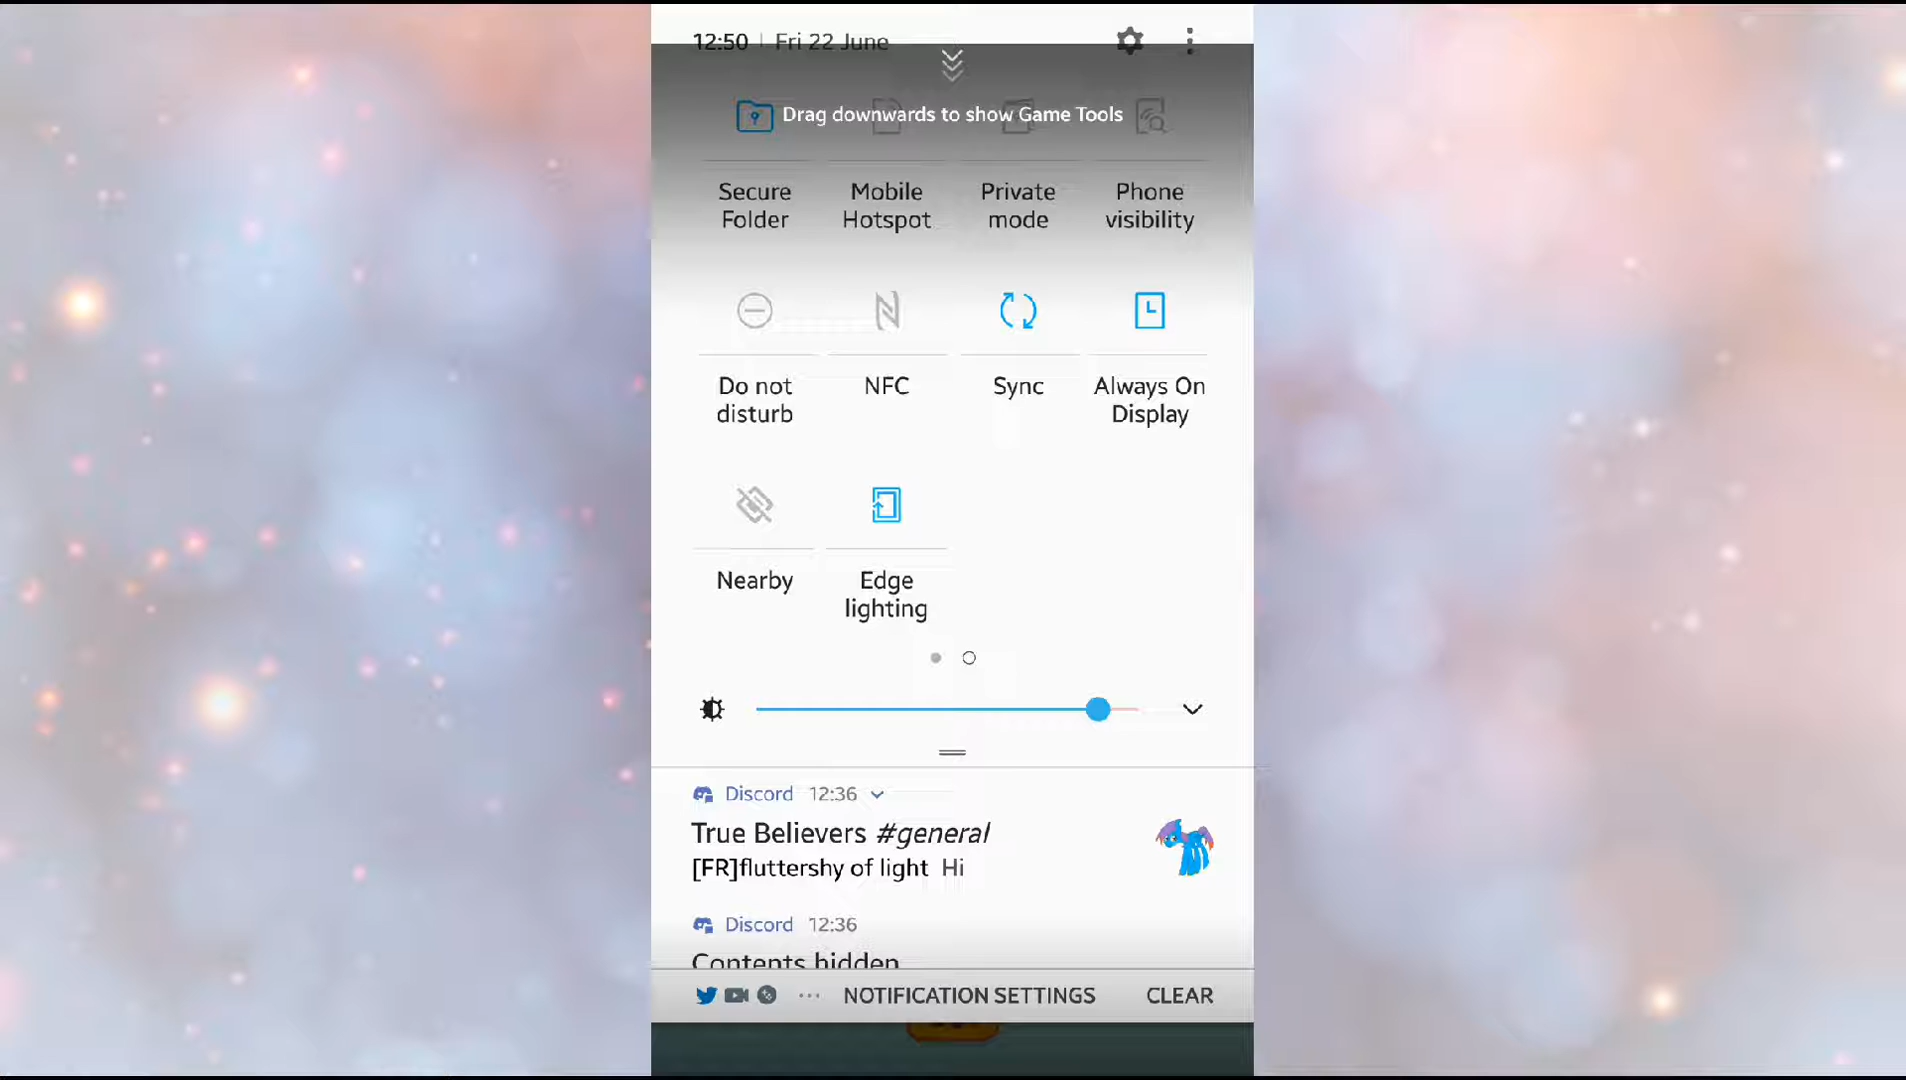 12:50 | Fri 22 June
Drag downwards to show Game Tools
Secure Folder
Mobile Hotspot
Private mode
Phone visibility
Do not disturb
NFC
Sync
Always On Display
Nearby
Edge lighting
Discord 12:36
True Believers #general
[FR]fluttershy of light Hi
Discord 12:36
Contents hidden
NOTIFICATION SETTINGS CLEAR